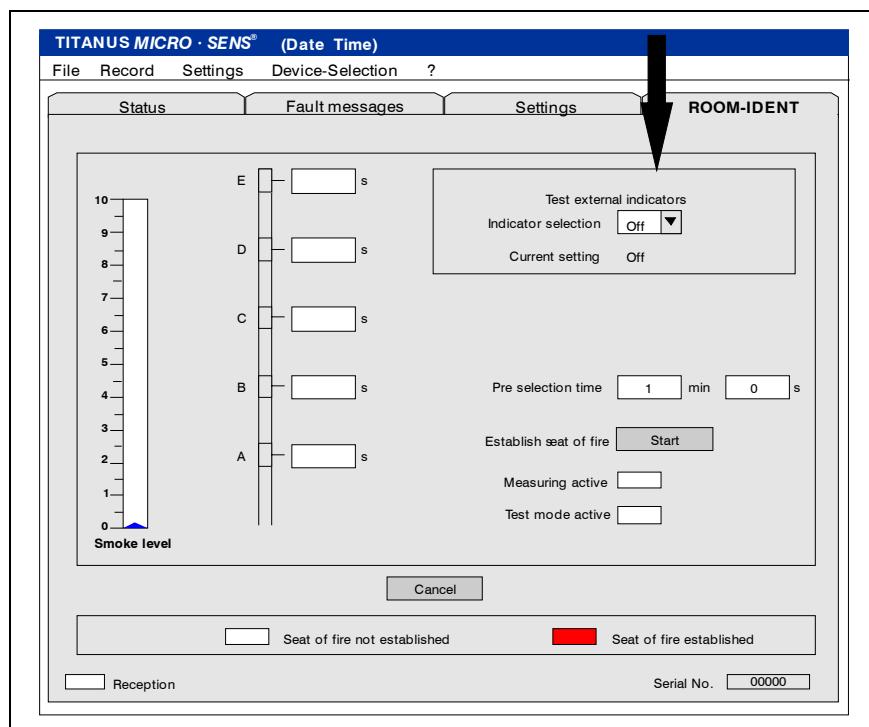 TITANUS MICRO · SENS® (Date Time)
File Record Settings Device-Selection ?
Status Fault messages Settings ROOM-IDENT
E s
D s
C s
B s
A s
10
9
8
7
6
5
4
3
2
1
0
Smoke level
Test external indicators
Indicator selection Off
Current setting Off
Pre selection time 1 min 0 s
Establish seat of fire Start
Measuring active
Test mode active
Cancel
Seat of fire not established Seat of fire established
Reception Serial No. 00000